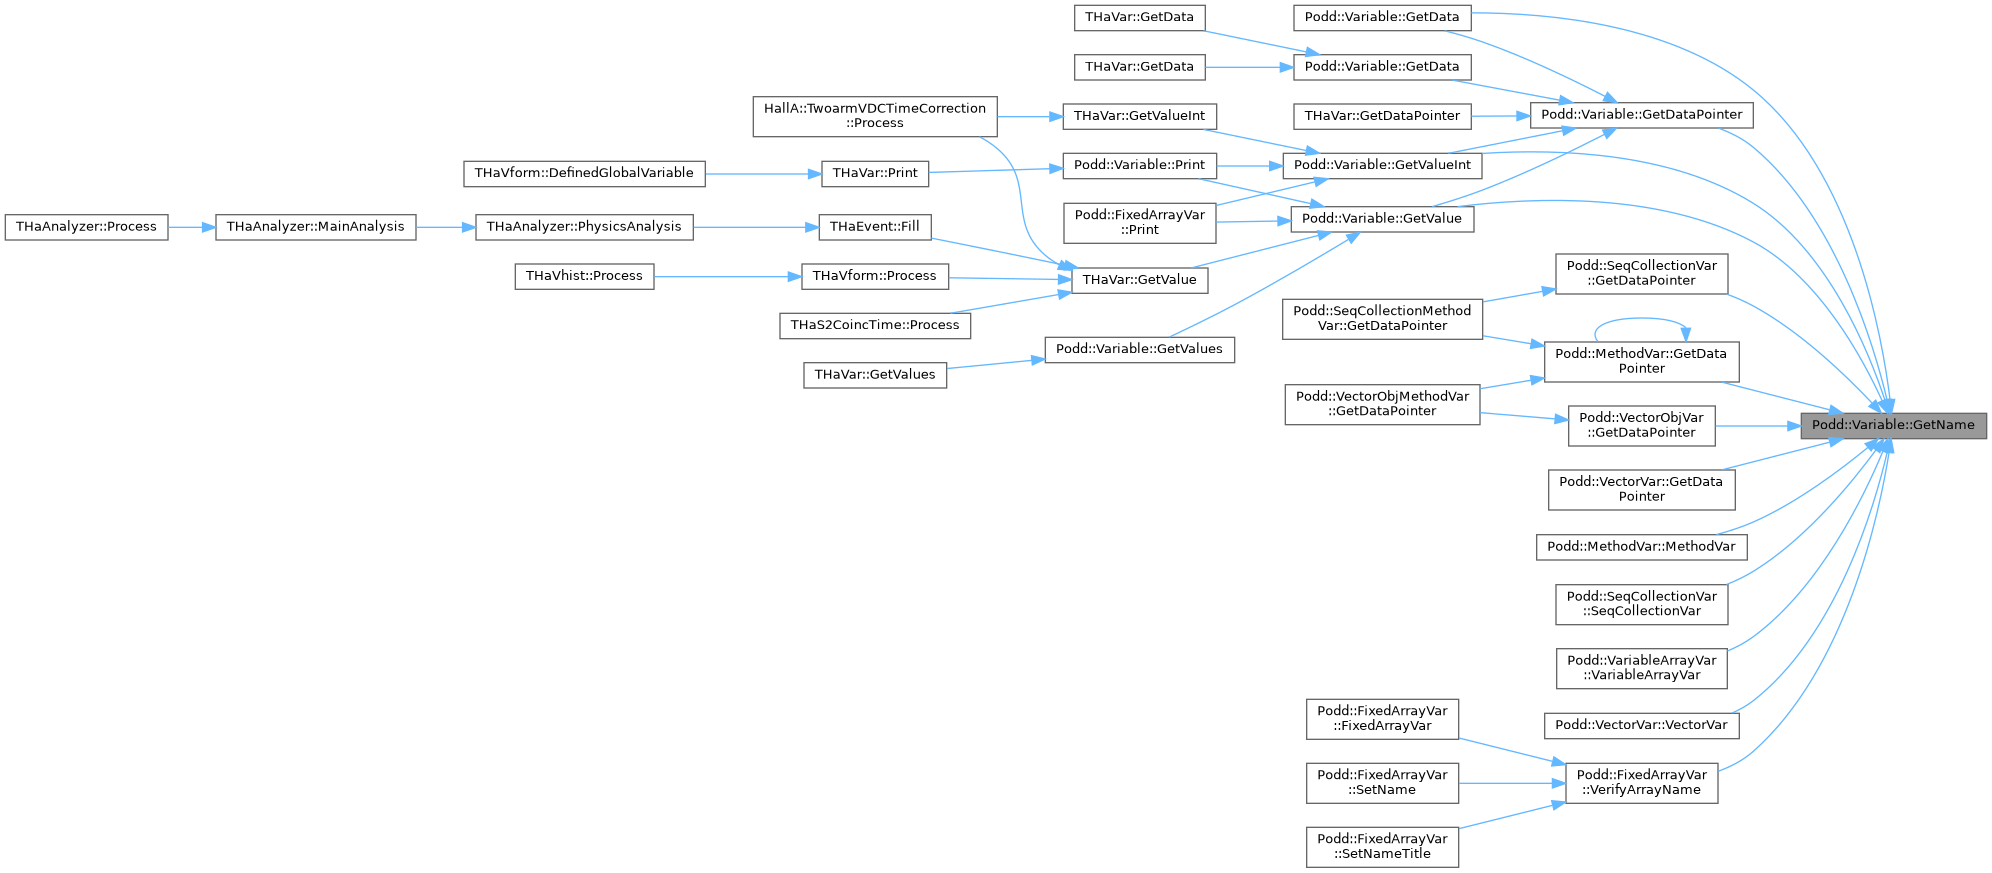 THaVar::GetData
Podd::Variable::GetData
THaVar::GetData
Podd::Variable::GetData
HallA::TwoarmVDCTimeCorrection
::Process
THaVar::GetValueInt
THaVar::GetDataPointer
Podd::Variable::GetDataPointer
THaVform::DefinedGlobalVariable
THaVar::Print
Podd::Variable::Print
Podd::Variable::GetValueInt
Podd::FixedArrayVar
::Print
Podd::Variable::GetValue
THaAnalyzer::Process
THaAnalyzer::MainAnalysis
THaAnalyzer::PhysicsAnalysis
THaEvent::Fill
THaVhist::Process
THaVform::Process
THaVar::GetValue
Podd::SeqCollectionVar
::GetDataPointer
THaS2CoincTime::Process
Podd::SeqCollectionMethod
Var::GetDataPointer
THaVar::GetValues
Podd::Variable::GetValues
Podd::MethodVar::GetData
Pointer
Podd::VectorObjMethodVar
::GetDataPointer
Podd::VectorObjVar
::GetDataPointer
Podd::Variable::GetName
Podd::VectorVar::GetData
Pointer
Podd::MethodVar::MethodVar
Podd::SeqCollectionVar
::SeqCollectionVar
Podd::VariableArrayVar
::VariableArrayVar
Podd::FixedArrayVar
::FixedArrayVar
Podd::VectorVar::VectorVar
Podd::FixedArrayVar
::SetName
Podd::FixedArrayVar
::VerifyArrayName
Podd::FixedArrayVar
::SetNameTitle